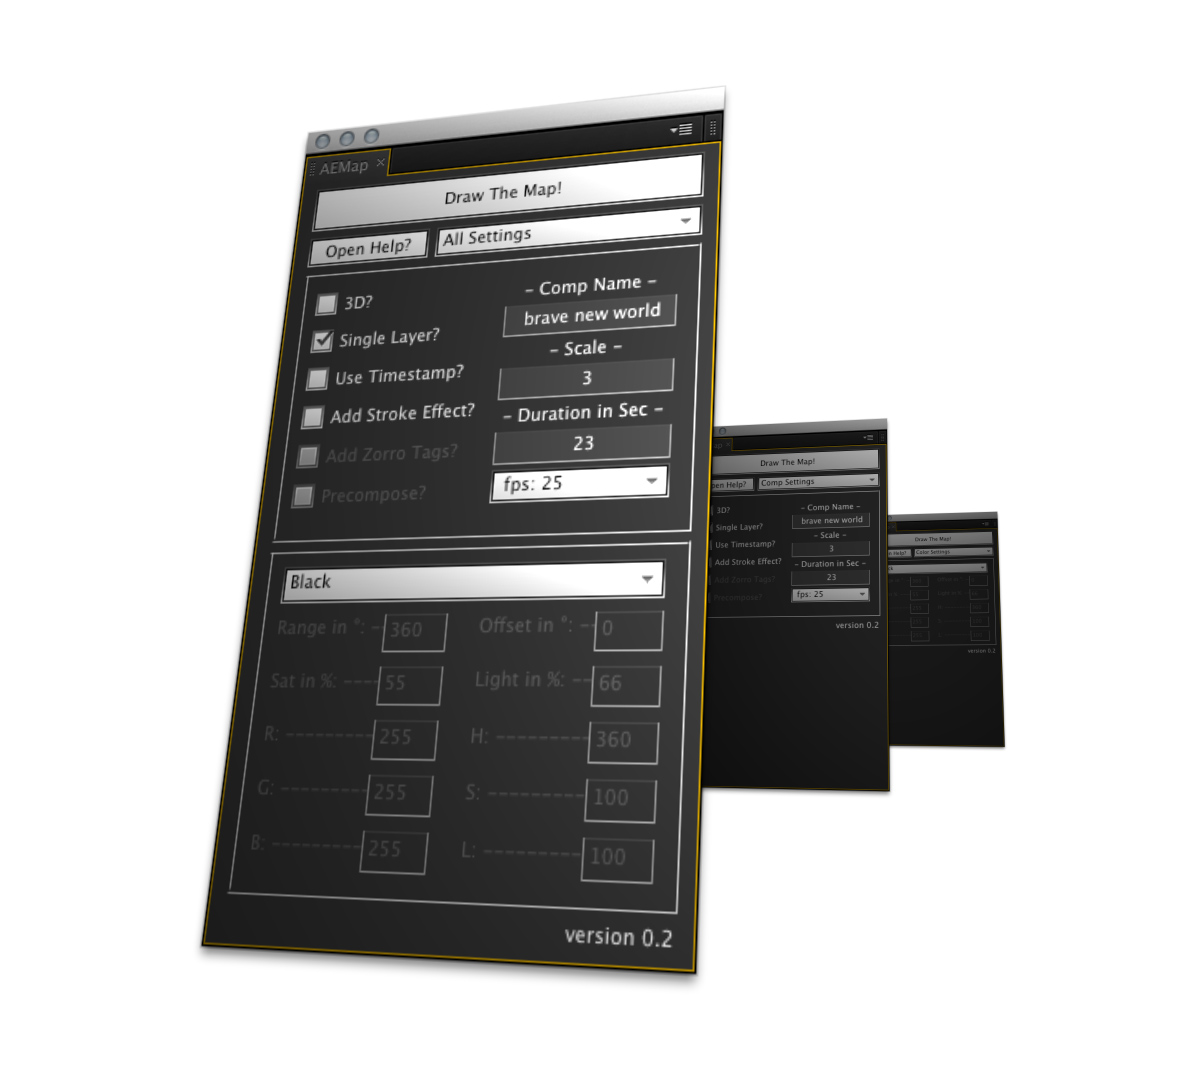 AEMap
Draw The Map!
Open Help? All Settings
3D?
Single Layer?
Use Timestamp?
Add Stroke Effect?
Add Zorro Tags?
Precompose?
– Comp Name –
brave new world
– Scale –
3
– Duration in Sec –
23
fps: 25
Black
Range in °: -- 360 Offset in °: -- 0
Sat in %: ---- 55 Light in %: -- 66
R: --------- 255 H: ---------- 360
G: --------- 255 S: ---------- 100
B: --------- 255 L: ---------- 100
version 0.2
Draw The Map!
pen Help? Comp Settings
3D?
Single Layer?
Use Timestamp?
Add Stroke Effect?
Add Zorro Tags?
Precompose?
– Comp Name –
brave new world
– Scale –
3
– Duration in Sec –
23
fps: 25
version 0.2
Draw The Map!
Help? Color Settings
version 0.2